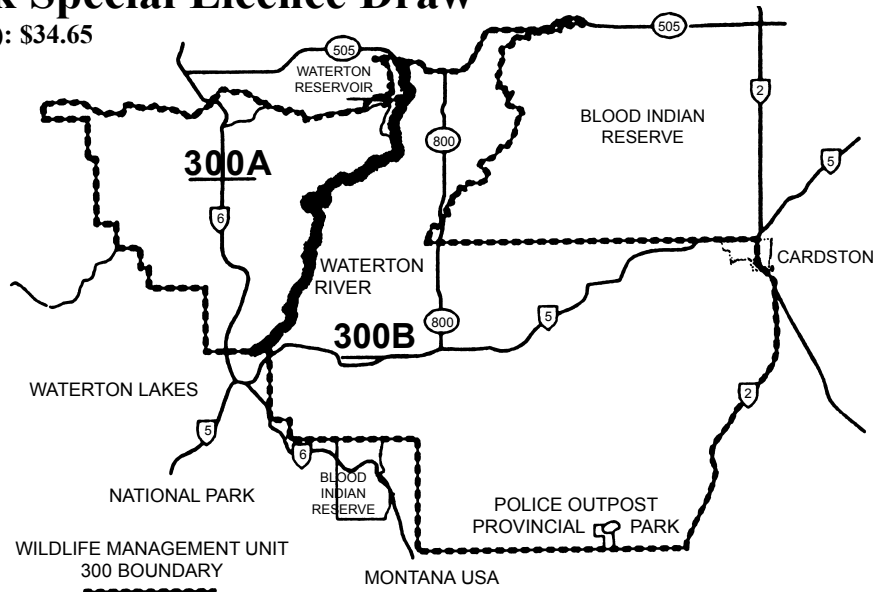 Special Licence Draw
): $34.65
505
505
WATERTON
RESERVOIR
2
BLOOD INDIAN
RESERVE
800
5
300A
6
WATERTON
RIVER
CARDSTON
800
5
300B
WATERTON LAKES
2
5
6
BLOOD
INDIAN
RESERVE
NATIONAL PARK
POLICE OUTPOST
PROVINCIAL PARK
WILDLIFE MANAGEMENT UNIT
300 BOUNDARY
MONTANA USA